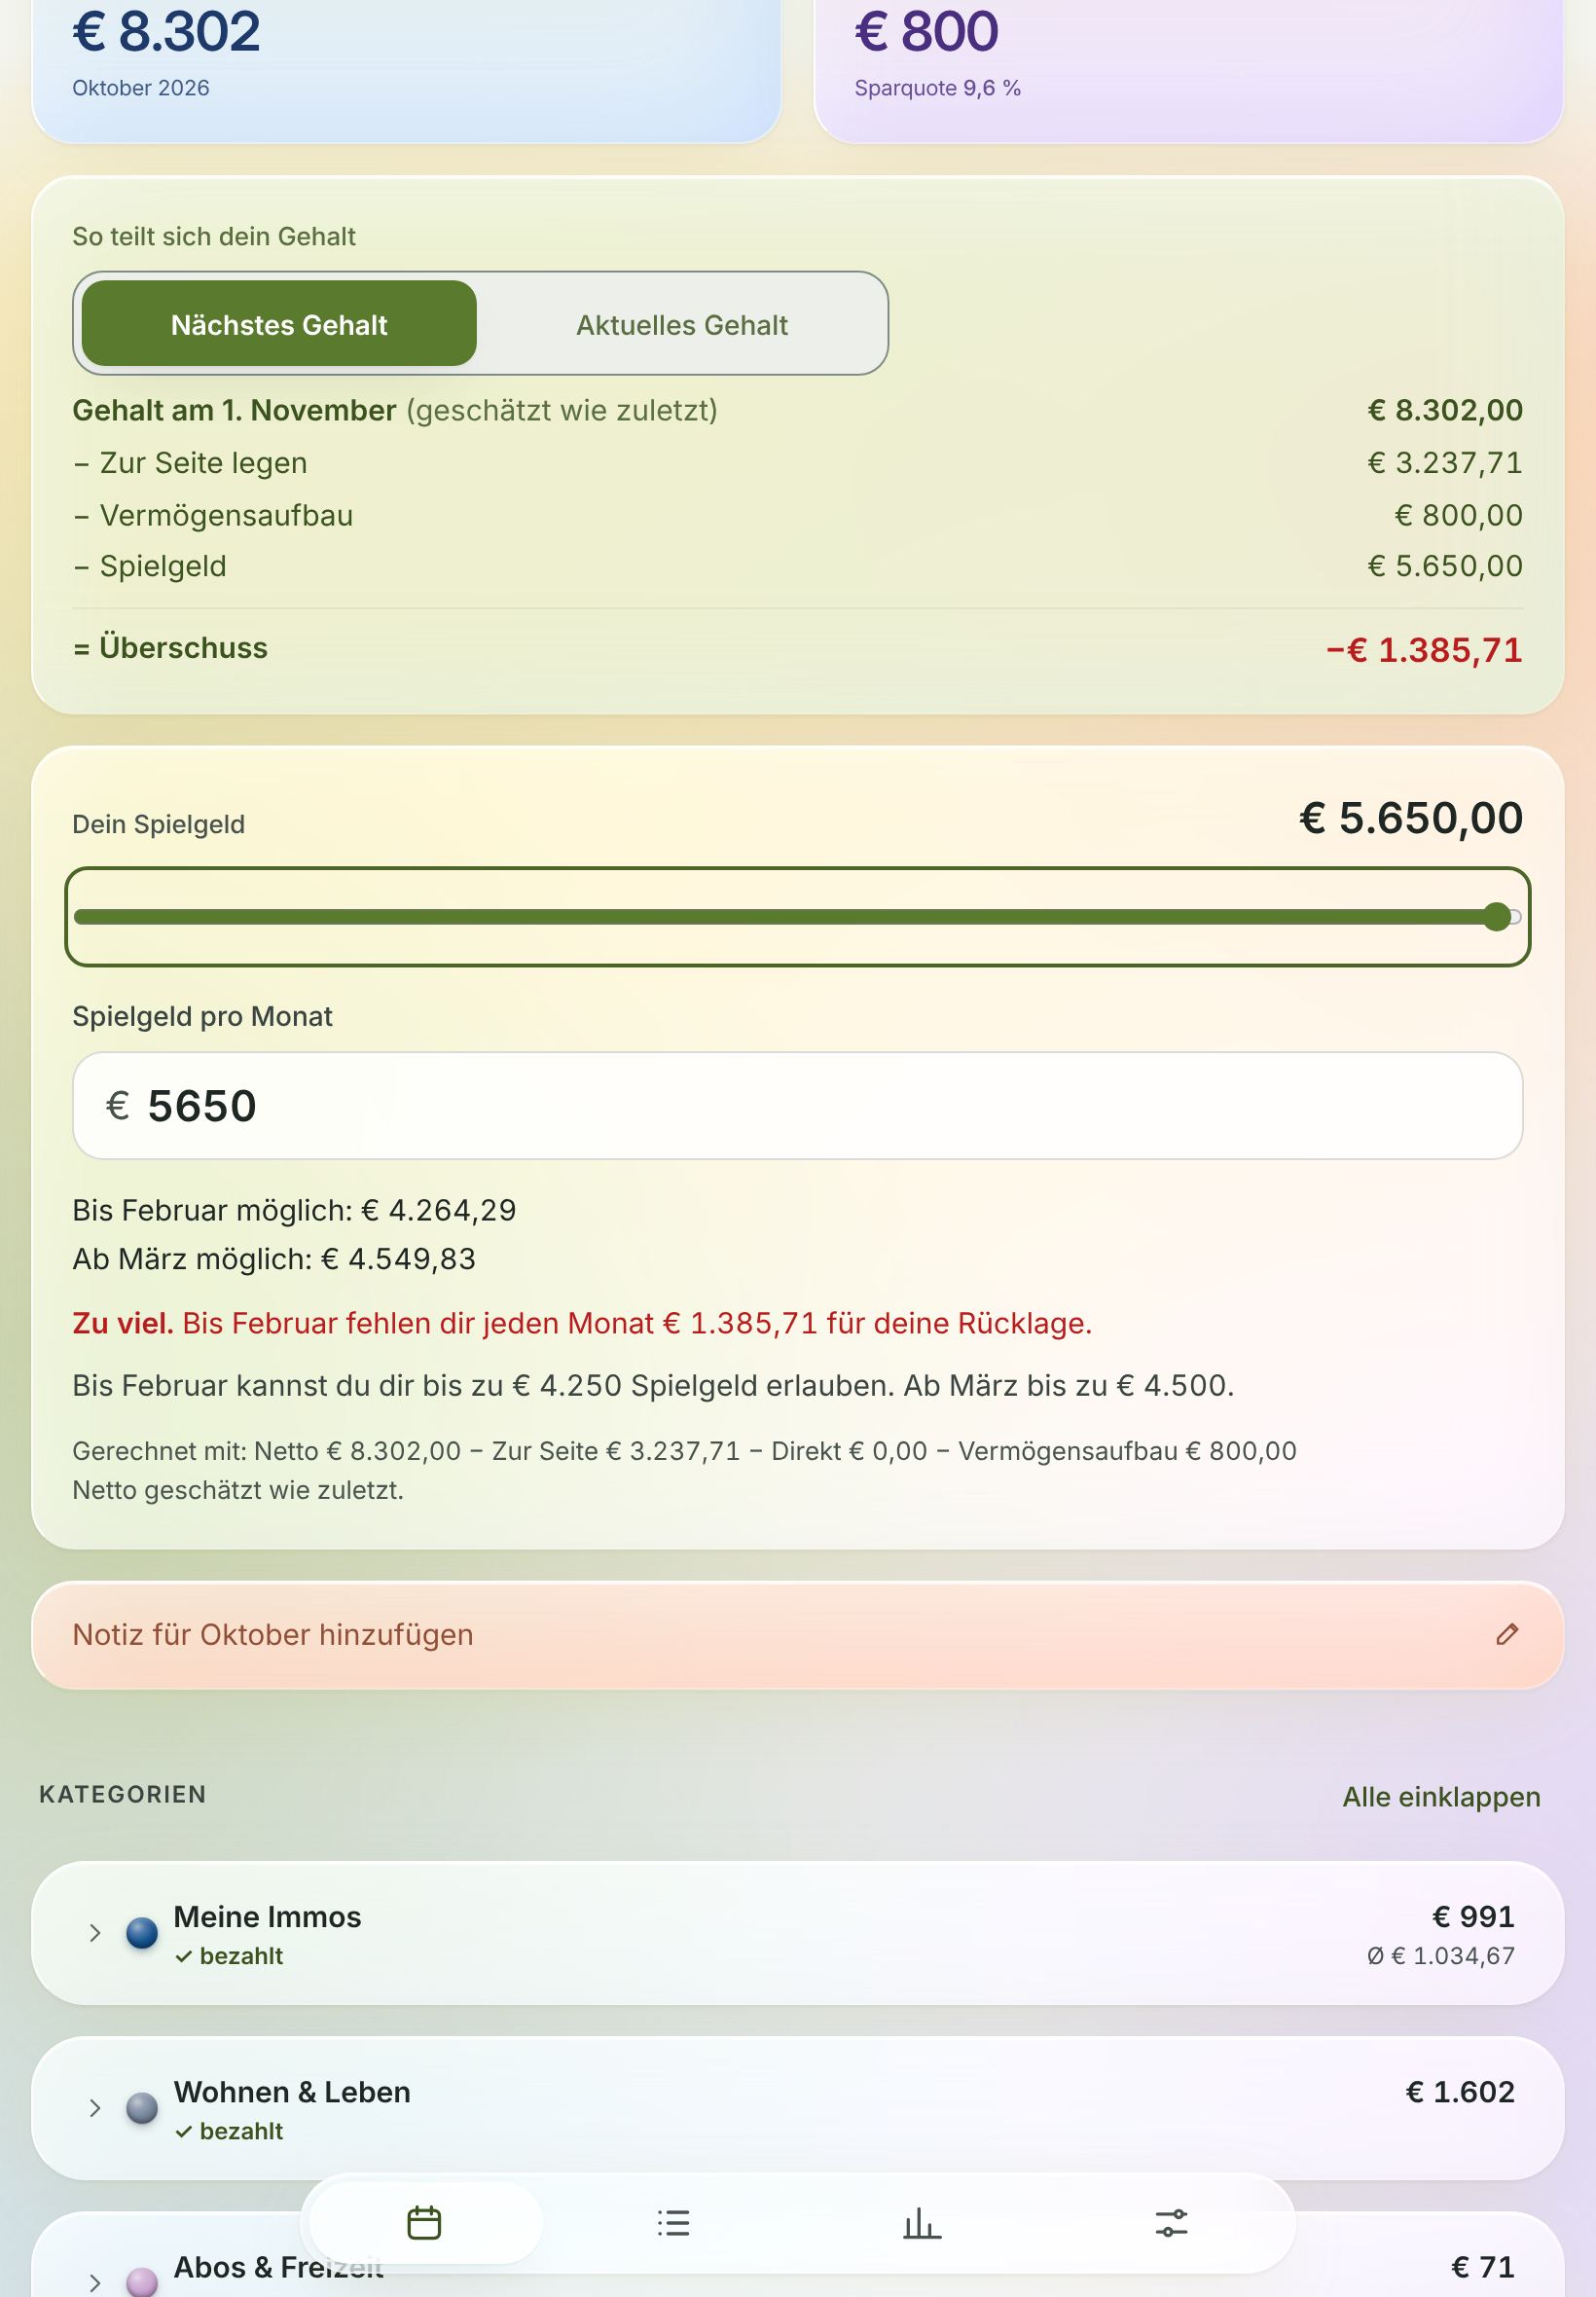 € 8.302
Oktober 2026
€ 800
Sparquote 9,6 %
So teilt sich dein Gehalt
Nächstes Gehalt
Aktuelles Gehalt
Gehalt am 1. November (geschätzt wie zuletzt) € 8.302,00
− Zur Seite legen € 3.237,71
− Vermögensaufbau € 800,00
− Spielgeld € 5.650,00
= Überschuss −€ 1.385,71
Dein Spielgeld € 5.650,00
Spielgeld pro Monat
€ 5650
Bis Februar möglich: € 4.264,29
Ab März möglich: € 4.549,83
Zu viel. Bis Februar fehlen dir jeden Monat € 1.385,71 für deine Rücklage.
Bis Februar kannst du dir bis zu € 4.250 Spielgeld erlauben. Ab März bis zu € 4.500.
Gerechnet mit: Netto € 8.302,00 − Zur Seite € 3.237,71 − Direkt € 0,00 − Vermögensaufbau € 800,00
Netto geschätzt wie zuletzt.
Notiz für Oktober hinzufügen
KATEGORIEN
Alle einklappen
Meine Immos € 991
✓ bezahlt Ø € 1.034,67
Wohnen & Leben € 1.602
✓ bezahlt
Abos & Freizeit € 71